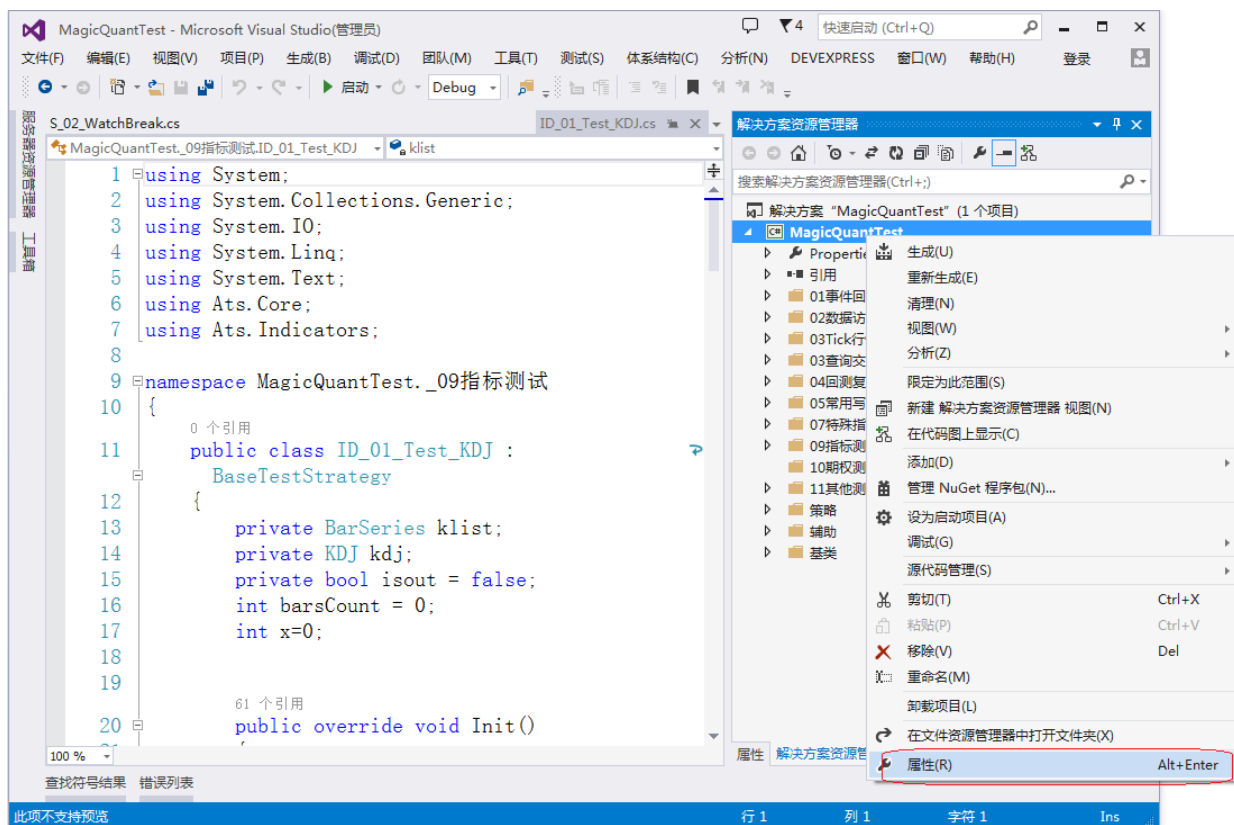 MagicQuantTest - Microsoft Visual Studio(管理员)
4
快速启动 (Ctrl+Q)
文件(F) 编辑(E) 视图(V) 项目(P) 生成(B) 调试(D) 团队(M) 工具(T) 测试(S) 体系结构(C) 分析(N) DEVEXPRESS 窗口(W) 帮助(H) 登录
启动 Debug
服务器资源管理器
工具箱
S_02_WatchBreak.cs
ID_01_Test_KDJ.cs
MagicQuantTest._09指标测试.ID_01_Test_KDJ
klist
1 using System;
2 using System.Collections.Generic;
3 using System.IO;
4 using System.Linq;
5 using System.Text;
6 using Ats.Core;
7 using Ats.Indicators;
8
9 namespace MagicQuantTest._09指标测试
10 {
0 个引用
11 public class ID_01_Test_KDJ :
BaseTestStrategy
12 {
13 private BarSeries klist;
14 private KDJ kdj;
15 private bool isout = false;
16 int barsCount = 0;
17 int x=0;
18
19
61 个引用
20 public override void Init()
100 %
查找符号结果 错误列表
解决方案资源管理器
搜索解决方案资源管理器(Ctrl+;)
解决方案 "MagicQuantTest" (1 个项目)
C# MagicQuantTest
Propertie
引用
01事件回
02数据访
03Tick行
03查询交
04回测复
05常用写
07特殊指
09指标测
10期权测
11其他测
策略
辅助
基类
属性 解决方案资源管
生成(U)
重新生成(E)
清理(N)
视图(W)
分析(Z)
限定为此范围(S)
新建 解决方案资源管理器 视图(N)
在代码图上显示(C)
添加(D)
管理 NuGet 程序包(N)...
设为启动项目(A)
调试(G)
源代码管理(S)
剪切(T) Ctrl+X
粘贴(P) Ctrl+V
移除(V) Del
重命名(M)
卸载项目(L)
在文件资源管理器中打开文件夹(X)
属性(R) Alt+Enter
此项不支持预览 行 1 列 1 字符 1 Ins